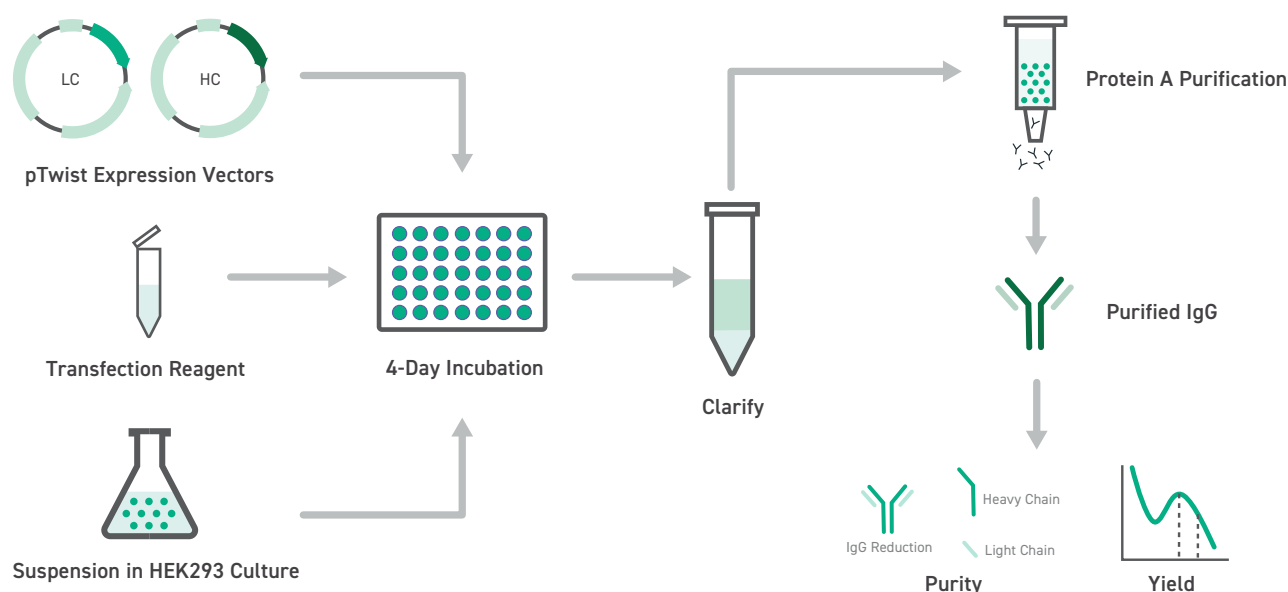 LC
HC
pTwist Expression Vectors
Transfection Reagent
Suspension in HEK293 Culture
4-Day Incubation
Clarify
Protein A Purification
Purified IgG
IgG Reduction
Heavy Chain
Light Chain
Purity
Yield